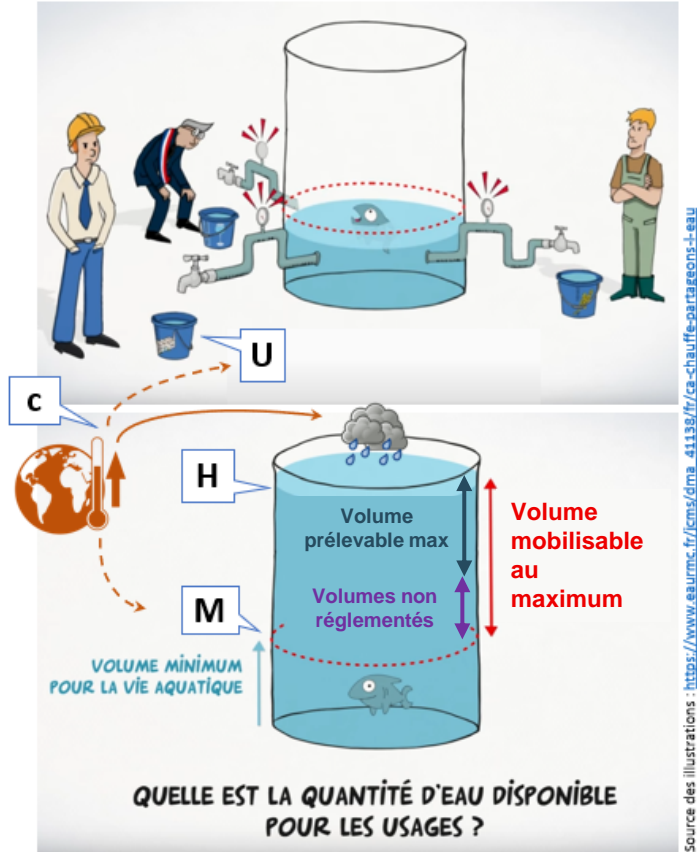 U
c
H
Volume
prélevable max
Volume
mobilisable
au
maximum
Volumes non
réglementés
M
VOLUME MINIMUM
POUR LA VIE AQUATIQUE
QUELLE EST LA QUANTITÉ D'EAU DISPONIBLE
POUR LES USAGES ?
Source des illustrations : https://www.eaurmc.fr/jcms/dma_41138/fr/ca-chauffe-partageons-l-eau